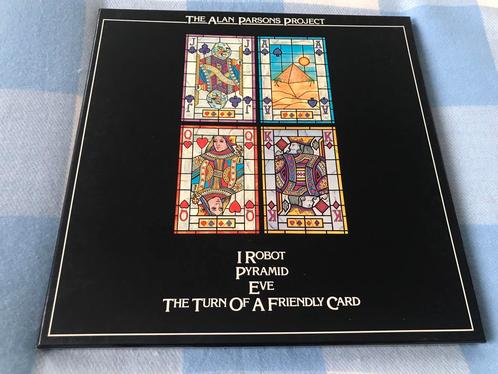 THE ALAN PARSONS PROJECT
J J
A A
J J
A A
Q Q
K K
Q Q
K K
I ROBOT
PYRAMID
EVE
THE TURN OF A FRIENDLY CARD